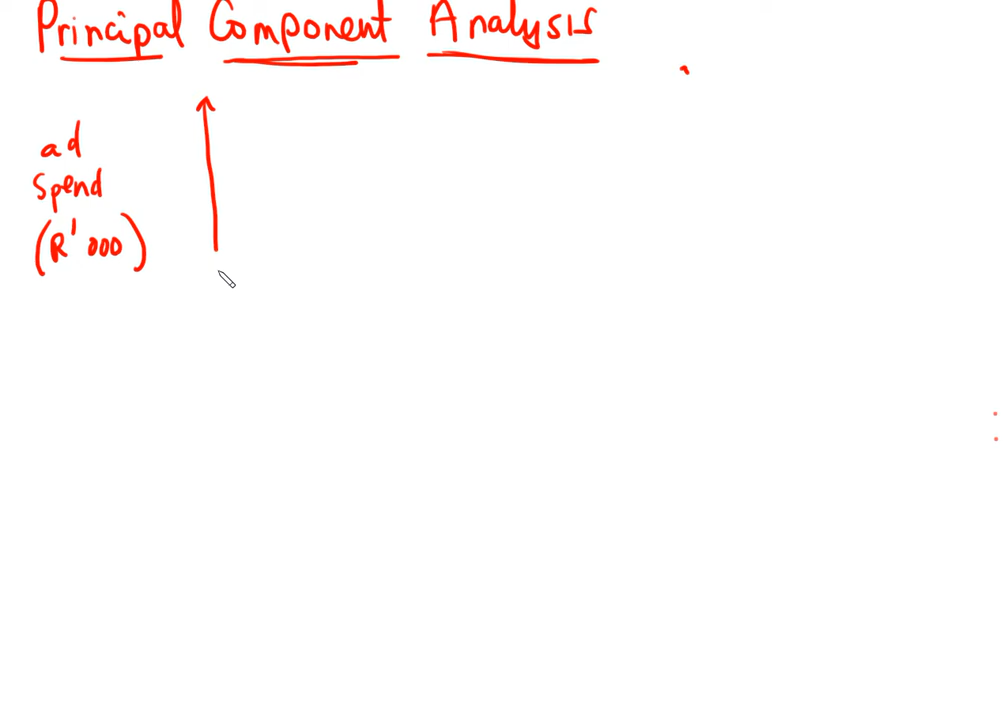 Principal Component Analysis
ad
spend
(R' 000)